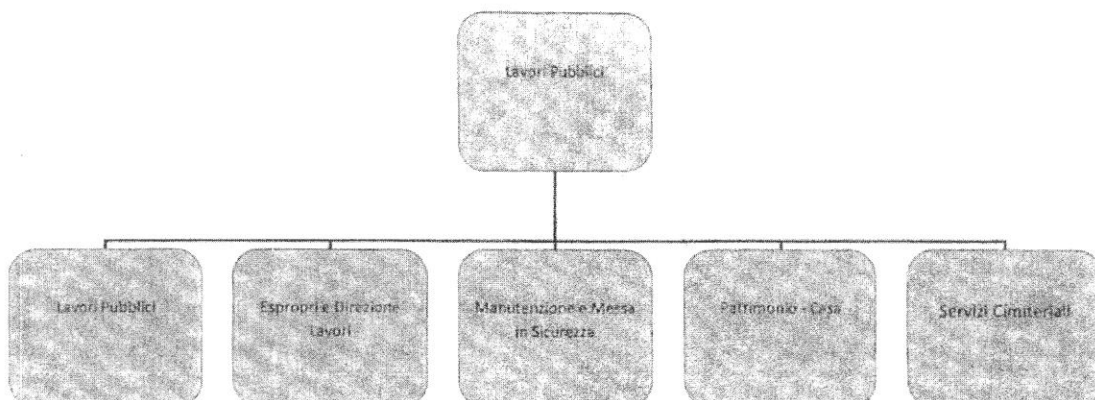 Lavori Pubblici
Lavori Pubblici
Espropri e Direzione
Lavori
Manutenzione e Messa
in Sicurezza
Patrimonio - Casa
Servizi Cimiteriali